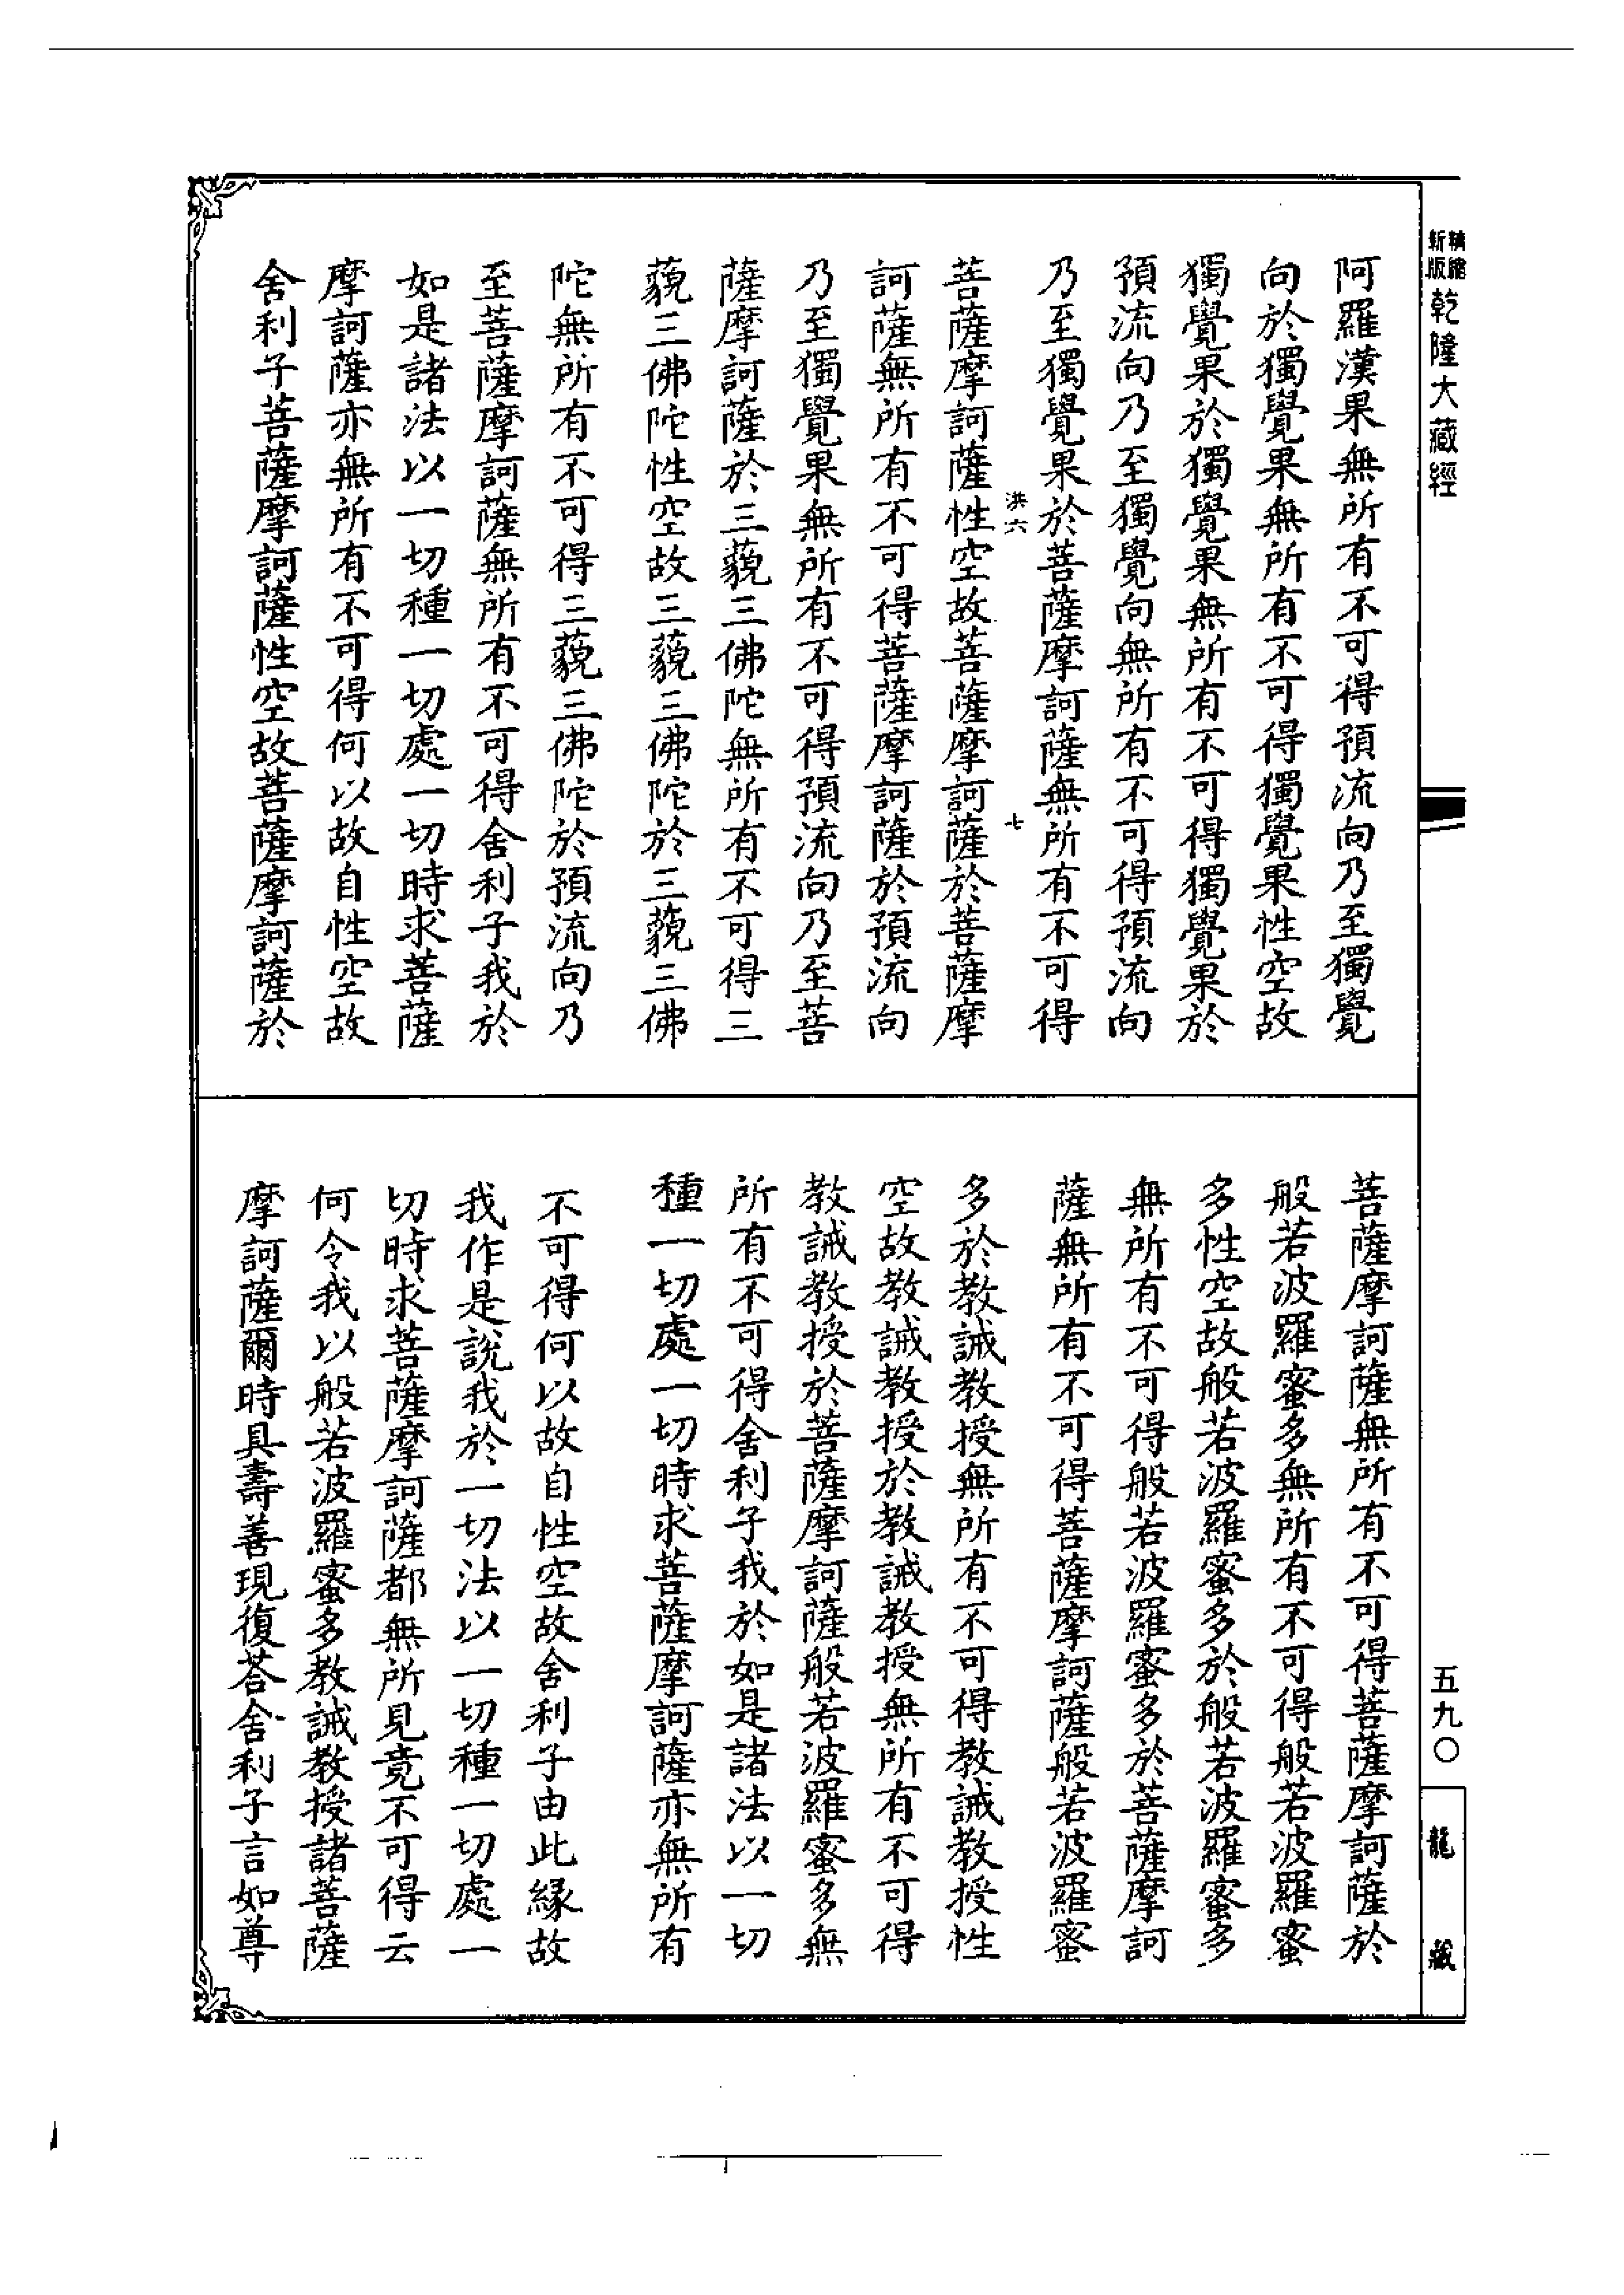 新版精縮乾隆大藏經
阿羅漢果無所有不可得預流向乃至獨覺
向於獨覺果無所有不可得獨覺果性空故
獨覺果於獨覺果無所有不可得獨覺果於
預流向乃至獨覺向無所有不可得預流向
乃至獨覺果於菩薩摩訶薩無所有不可得
洪六 七
菩薩摩訶薩性空故菩薩摩訶薩於菩薩摩
訶薩無所有不可得菩薩摩訶薩於預流向
乃至獨覺果無所有不可得預流向乃至菩
薩摩訶薩於三藐三佛陀無所有不可得三
藐三佛陀性空故三藐三佛陀於三藐三佛
陀無所有不可得三藐三佛陀於預流向乃
至菩薩摩訶薩無所有不可得舍利子我於
如是諸法以一切種一切處一切時求菩薩
摩訶薩亦無所有不可得何以故自性空故
舍利子菩薩摩訶薩性空故菩薩摩訶薩於
菩薩摩訶薩無所有不可得菩薩摩訶薩於
般若波羅蜜多無所有不可得般若波羅蜜
多性空故般若波羅蜜多於般若波羅蜜多
無所有不可得般若波羅蜜多於菩薩摩訶
薩無所有不可得菩薩摩訶薩般若波羅蜜
多於教誡教授無所有不可得教誡教授性
空故教誡教授於教誡教授無所有不可得
教誡教授於菩薩摩訶薩般若波羅蜜多無
所有不可得舍利子我於如是諸法以一切
種一切處一切時求菩薩摩訶薩亦無所有
不可得何以故自性空故舍利子由此緣故
我作是說我於一切法以一切種一切處一
切時求菩薩摩訶薩都無所見竟不可得云
何令我以般若波羅蜜多教誡教授諸菩薩
摩訶薩爾時具壽善現復荅舍利子言如尊
五九〇
龍藏